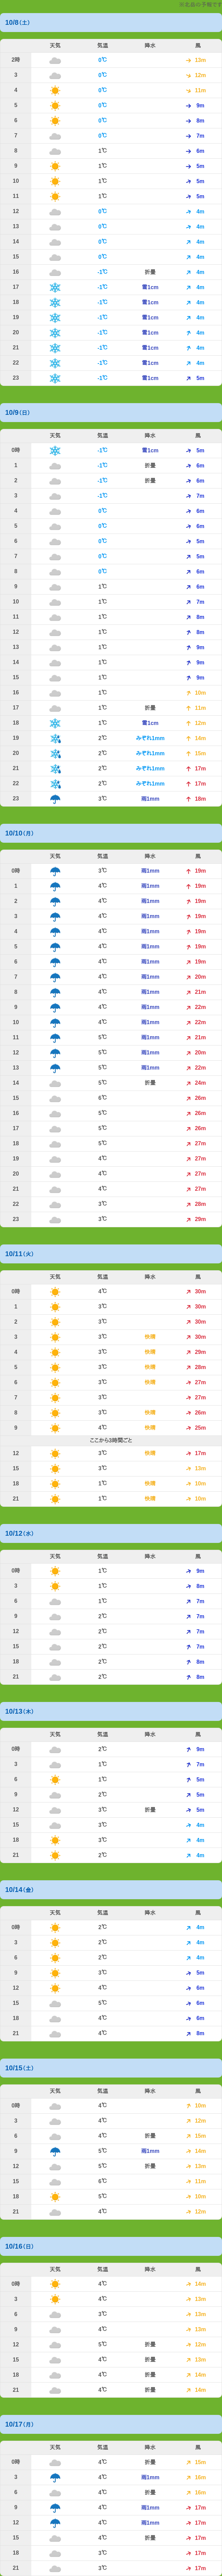 ※当局の予報です
10/8(土)
天気 気温 降水 風
2時 0℃ 13m
3 0℃ 12m
4 0℃ 11m
5 0℃ 9m
6 0℃ 8m
7 0℃ 7m
8 1℃ 6m
9 1℃ 5m
10 1℃ 5m
11 1℃ 5m
12 0℃ 4m
13 0℃ 4m
14 0℃ 4m
15 0℃ 4m
16 -1℃ 折曇 4m
17 -1℃ 雪1cm 4m
18 -1℃ 雪1cm 4m
19 -1℃ 雪1cm 4m
20 -1℃ 雪1cm 4m
21 -1℃ 雪1cm 4m
22 -1℃ 雪1cm 4m
23 -1℃ 雪1cm 5m
10/9(日)
天気 気温 降水 風
0時 -1℃ 雪1cm 5m
1 -1℃ 折曇 6m
2 -1℃ 折曇 6m
3 -1℃ 7m
4 0℃ 6m
5 0℃ 6m
6 0℃ 5m
7 0℃ 5m
8 0℃ 6m
9 1℃ 6m
10 1℃ 7m
11 1℃ 8m
12 1℃ 8m
13 1℃ 9m
14 1℃ 9m
15 1℃ 9m
16 1℃ 10m
17 1℃ 折曇 11m
18 1℃ 雪1cm 12m
19 2℃ みぞれ1mm 14m
20 2℃ みぞれ1mm 15m
21 2℃ みぞれ1mm 17m
22 2℃ みぞれ1mm 17m
23 3℃ 雨1mm 18m
10/10(月)
天気 気温 降水 風
0時 3℃ 雨1mm 19m
1 4℃ 雨1mm 19m
2 4℃ 雨1mm 19m
3 4℃ 雨1mm 19m
4 4℃ 雨1mm 19m
5 4℃ 雨1mm 19m
6 4℃ 雨1mm 19m
7 4℃ 雨1mm 20m
8 4℃ 雨1mm 21m
9 4℃ 雨1mm 22m
10 4℃ 雨1mm 22m
11 5℃ 雨1mm 21m
12 5℃ 雨1mm 20m
13 5℃ 雨1mm 22m
14 5℃ 折曇 24m
15 6℃ 26m
16 5℃ 26m
17 5℃ 26m
18 5℃ 27m
19 4℃ 27m
20 4℃ 27m
21 4℃ 27m
22 3℃ 28m
23 3℃ 29m
10/11(火)
天気 気温 降水 風
0時 4℃ 30m
1 3℃ 30m
2 3℃ 30m
3 3℃ 快晴 30m
4 3℃ 快晴 29m
5 3℃ 快晴 28m
6 3℃ 快晴 27m
7 3℃ 27m
8 3℃ 快晴 26m
9 4℃ 快晴 25m
ここから3時間ごと
12 3℃ 快晴 17m
15 3℃ 13m
18 1℃ 快晴 10m
21 1℃ 快晴 10m
10/12(水)
天気 気温 降水 風
0時 1℃ 9m
3 1℃ 8m
6 1℃ 7m
9 2℃ 7m
12 2℃ 7m
15 2℃ 7m
18 2℃ 8m
21 2℃ 8m
10/13(木)
天気 気温 降水 風
0時 2℃ 9m
3 1℃ 7m
6 1℃ 5m
9 2℃ 5m
12 3℃ 折曇 5m
15 3℃ 4m
18 3℃ 4m
21 2℃ 4m
10/14(金)
天気 気温 降水 風
0時 2℃ 4m
3 2℃ 4m
6 2℃ 4m
9 3℃ 5m
12 4℃ 6m
15 5℃ 6m
18 4℃ 6m
21 4℃ 8m
10/15(土)
天気 気温 降水 風
0時 4℃ 10m
3 4℃ 12m
6 4℃ 折曇 15m
9 5℃ 雨1mm 14m
12 5℃ 折曇 13m
15 6℃ 11m
18 5℃ 10m
21 4℃ 12m
10/16(日)
天気 気温 降水 風
0時 4℃ 14m
3 4℃ 13m
6 3℃ 13m
9 4℃ 13m
12 5℃ 折曇 12m
15 4℃ 折曇 13m
18 4℃ 折曇 14m
21 4℃ 折曇 14m
10/17(月)
天気 気温 降水 風
0時 4℃ 折曇 15m
3 4℃ 雨1mm 16m
6 4℃ 折曇 15m
9 4℃ 雨1mm 17m
12 4℃ 雨1mm 17m
15 4℃ 折曇 17m
18 3℃ 17m
21 3℃ 17m